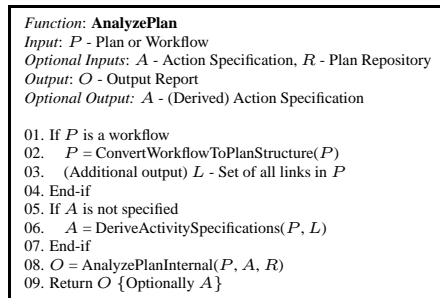 Function: AnalyzePlan
Input: P - Plan or Workflow
Optional Inputs: A - Action Specification, R - Plan Repository
Output: O - Output Report
Optional Output: A - (Derived) Action Specification
01. If P is a workflow
02. P = ConvertWorkflowToPlanStructure(P)
03. (Additional output) L - Set of all links in P
04. End-if
05. If A is not specified
06. A = DeriveActivitySpecifications(P, L)
07. End-if
08. O = AnalyzePlanInternal(P, A, R)
09. Return O {Optionally A}